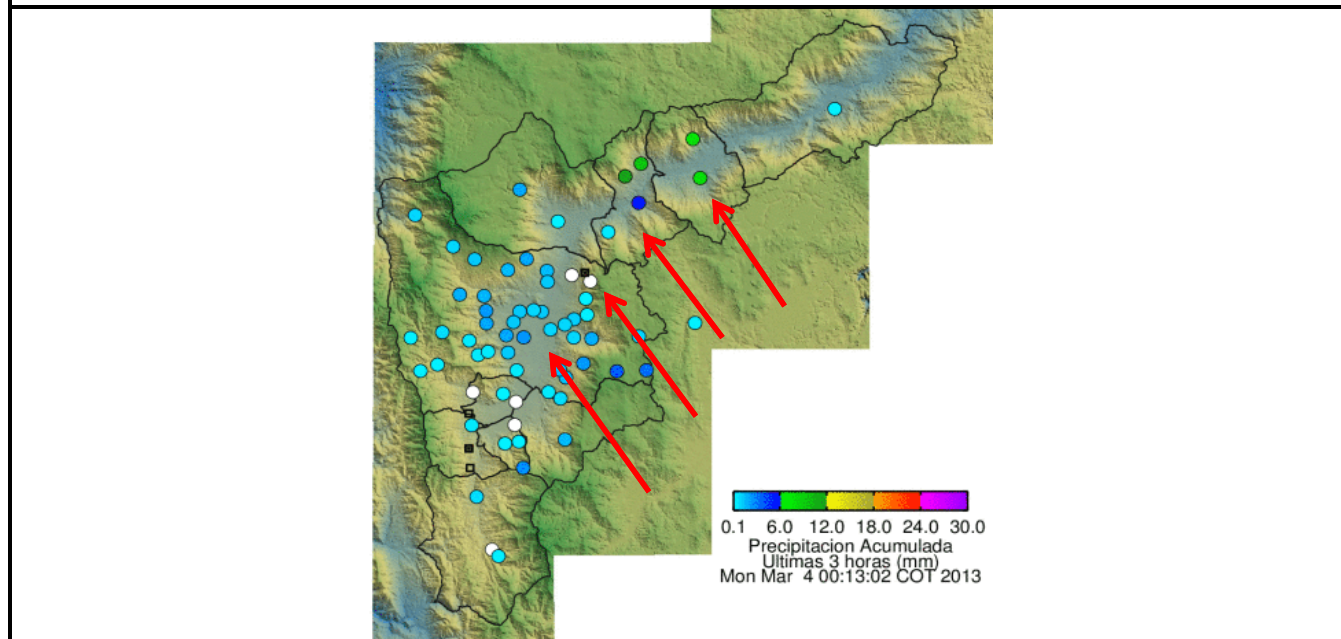 0.1 6.0 12.0 18.0 24.0 30.0
Precipitacion Acumulada
Ultimas 3 horas (mm)
Mon Mar 4 00:13:02 COT 2013